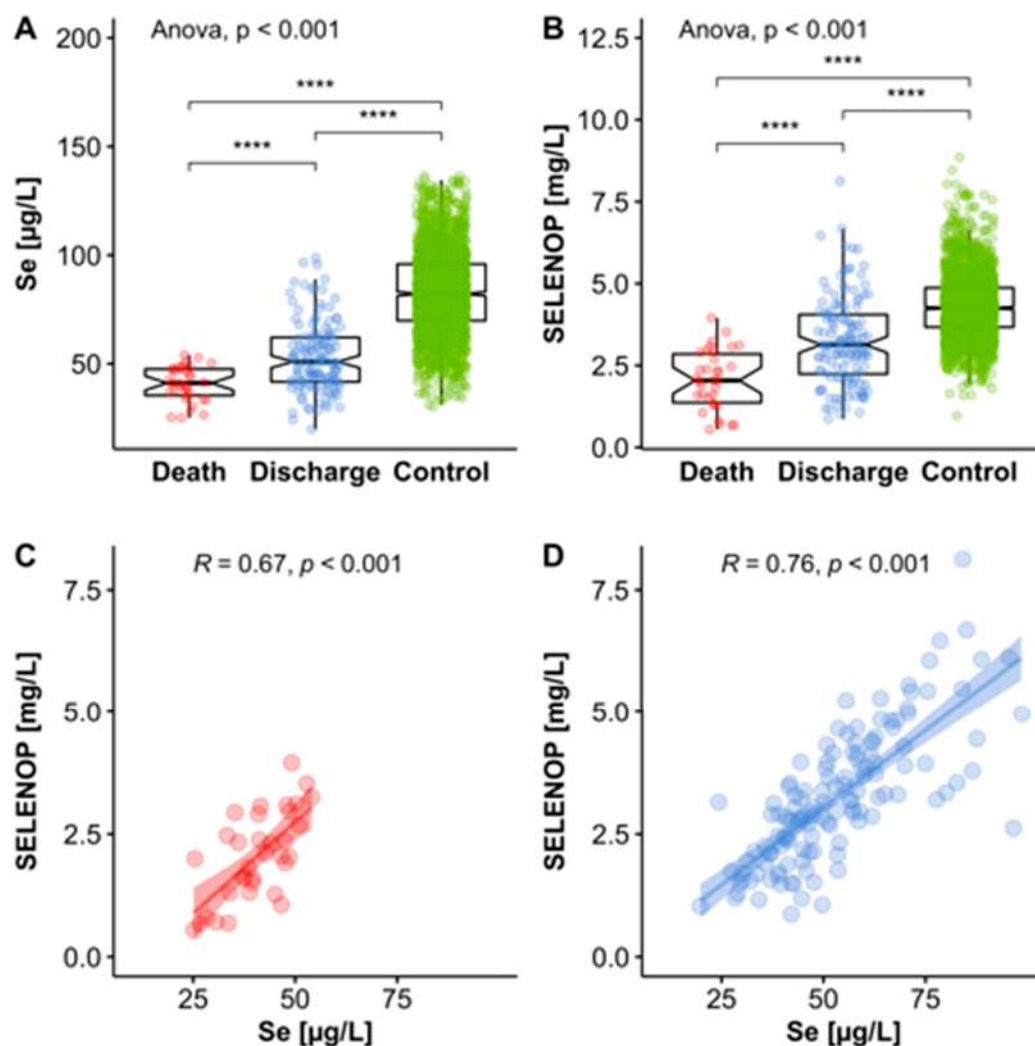 A
Anova, p < 0.001
Se [µg/L]
200
150
100
50
****
****
****
Death Discharge Control
B
Anova, p < 0.001
SELENOP [mg/L]
12.5
10.0
7.5
5.0
2.5
0.0
****
****
****
Death Discharge Control
C
R = 0.67, p < 0.001
SELENOP [mg/L]
7.5
5.0
2.5
0.0
25 50 75
Se [µg/L]
D
R = 0.76, p < 0.001
SELENOP [mg/L]
7.5
5.0
2.5
0.0
25 50 75
Se [µg/L]